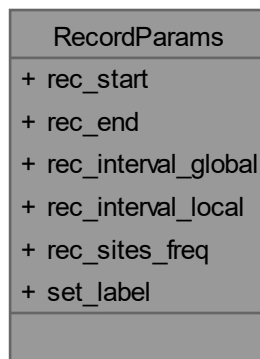 RecordParams
+ rec_start
+ rec_end
+ rec_interval_global
+ rec_interval_local
+ rec_sites_freq
+ set_label